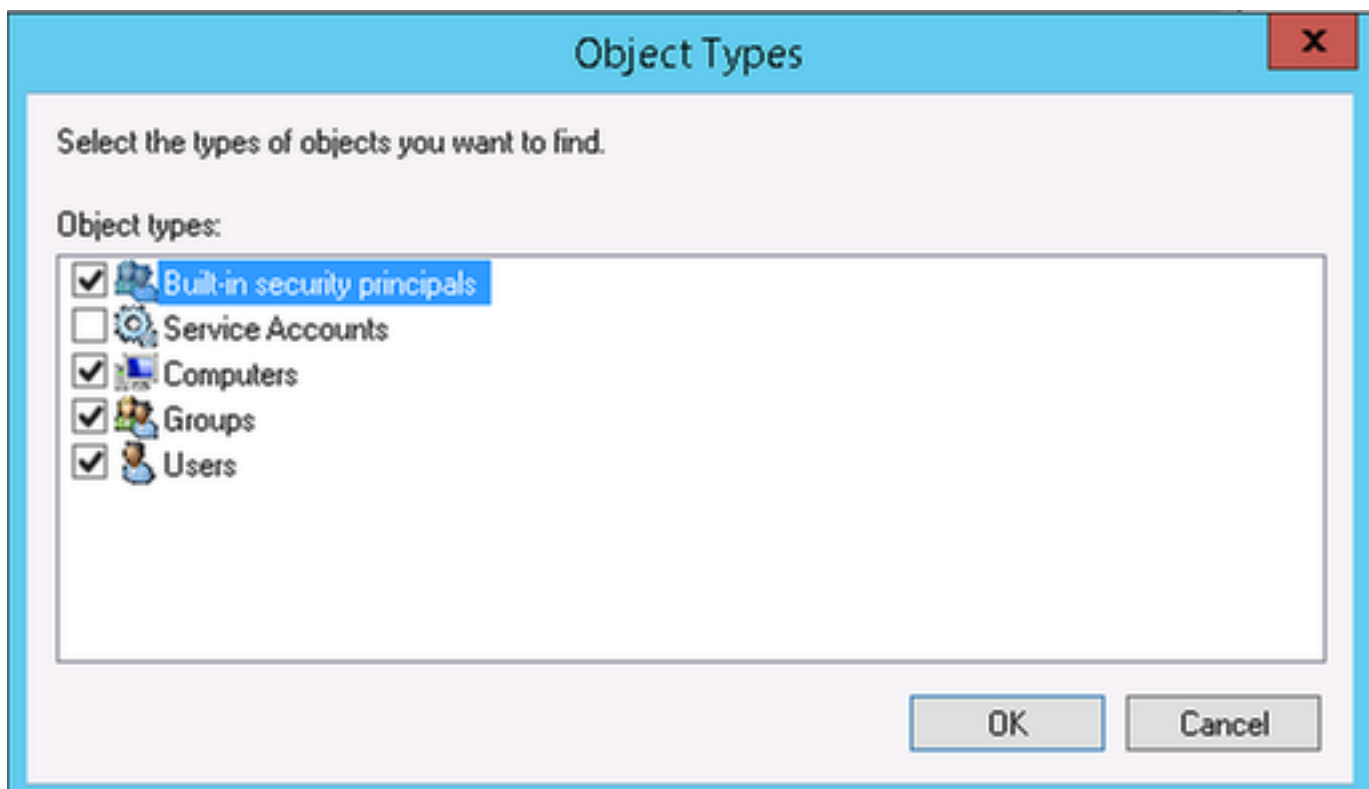 Object Types
x
Select the types of objects you want to find.
Object types:
Built-in security principals
Service Accounts
Computers
Groups
Users
OK
Cancel